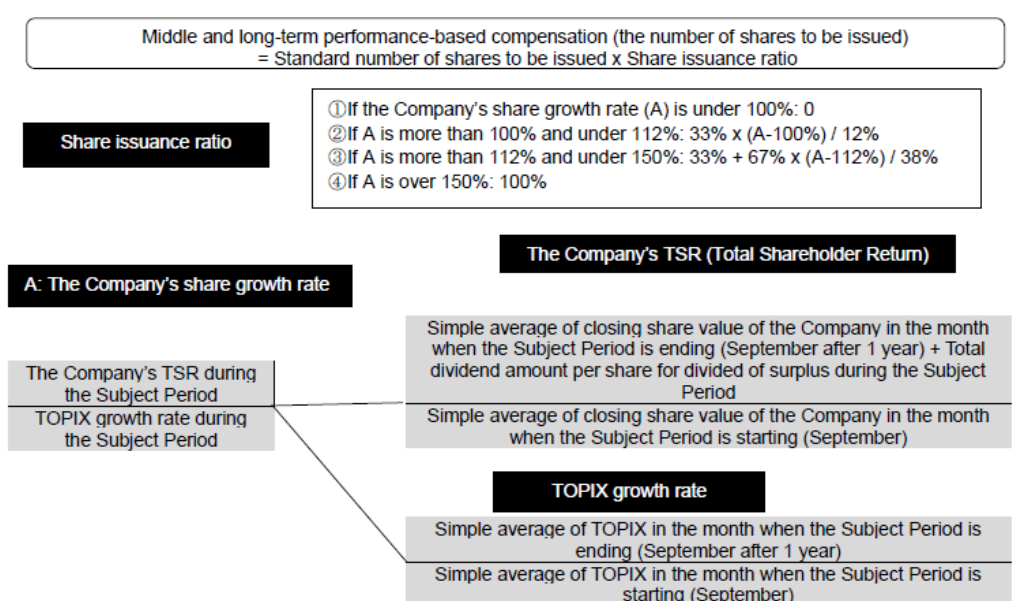 Middle and long-term performance-based compensation (the number of shares to be issued)
= Standard number of shares to be issued x Share issuance ratio
Share issuance ratio
①If the Company's share growth rate (A) is under 100%: 0
②If A is more than 100% and under 112%: 33% x (A-100%) / 12%
③If A is more than 112% and under 150%: 33% + 67% x (A-112%) / 38%
④If A is over 150%: 100%
The Company's TSR (Total Shareholder Return)
A: The Company's share growth rate
Simple average of closing share value of the Company in the month
when the Subject Period is ending (September after 1 year) + Total
dividend amount per share for divided of surplus during the Subject
Period
Simple average of closing share value of the Company in the month
when the Subject Period is starting (September)
The Company's TSR during
the Subject Period
TOPIX growth rate during
the Subject Period
TOPIX growth rate
Simple average of TOPIX in the month when the Subject Period is
ending (September after 1 year)
Simple average of TOPIX in the month when the Subject Period is
starting (September)